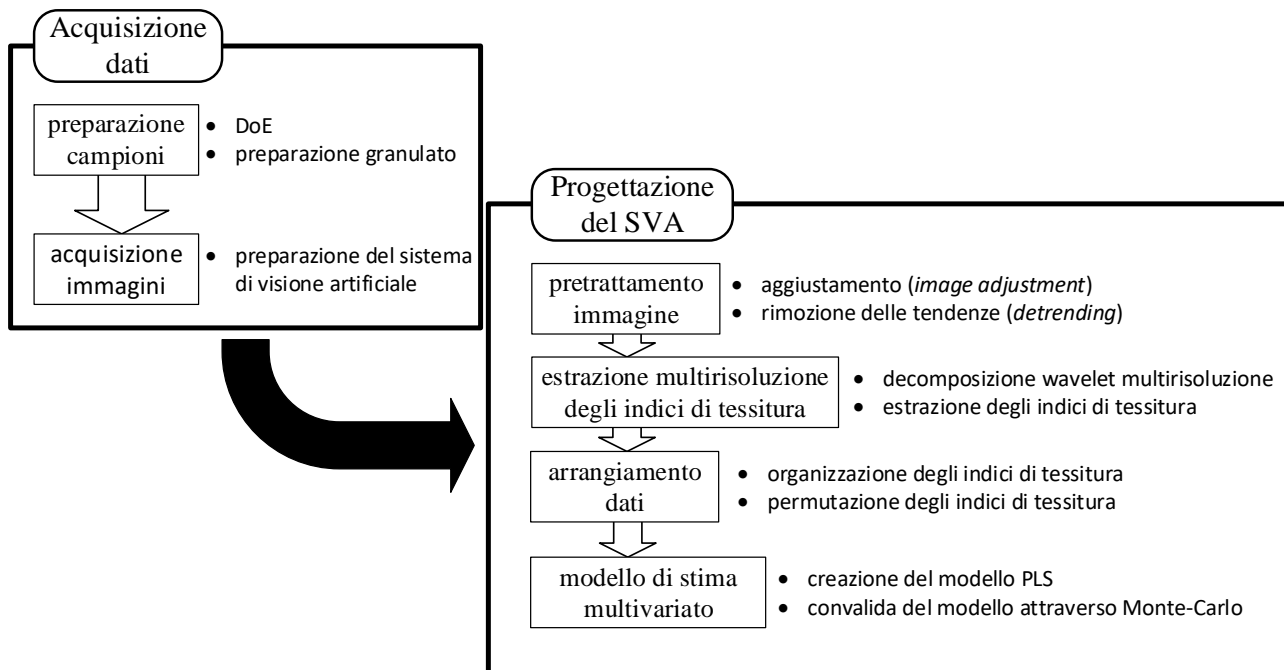 Acquisizione
dati
preparazione
campioni
• DoE
• preparazione granulato
acquisizione
immagini
• preparazione del sistema
di visione artificiale
Progettazione
del SVA
pretrattamento
immagine
• aggiustamento (image adjustment)
• rimozione delle tendenze (detrending)
estrazione multirisoluzione
degli indici di tessitura
• decomposizione wavelet multirisoluzione
• estrazione degli indici di tessitura
arrangiamento
dati
• organizzazione degli indici di tessitura
• permutazione degli indici di tessitura
modello di stima
multivariato
• creazione del modello PLS
• convalida del modello attraverso Monte-Carlo